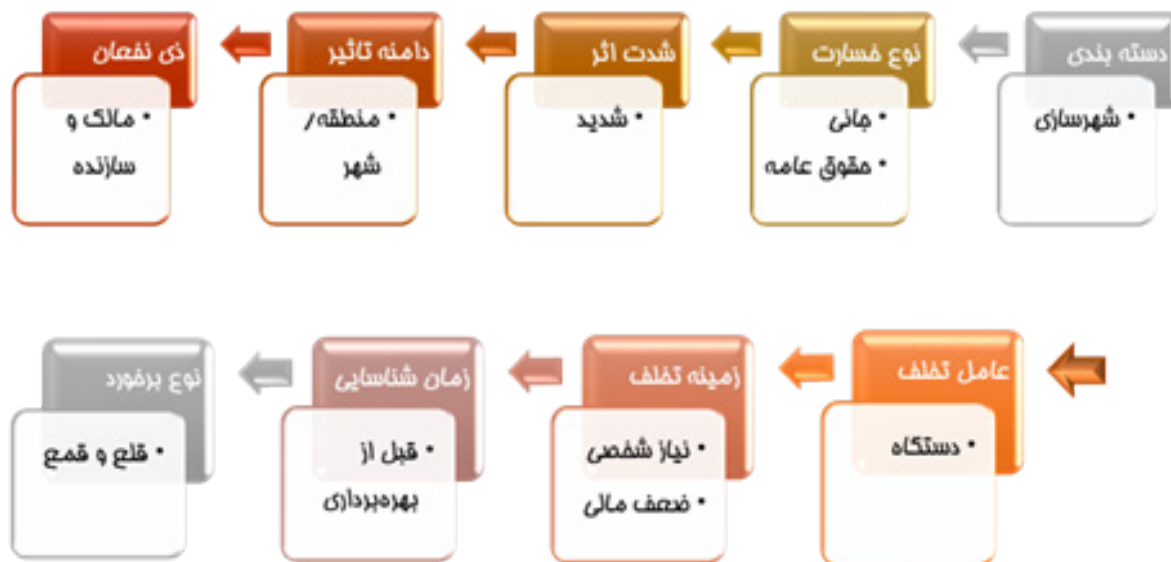 دسته بندی
شهرسازی
نوع خسارت
جانی
حقوق عامه
شدت اثر
شدید
دامنه تاثیر
منطقه/
شهر
ذی نفعان
مالک و
سازنده
عامل تخلف
دستگاه
زمینه تخلف
نیاز شخصی
ضعف مالی
زمان شناسایی
قبل از
بهره‌برداری
نوع برخورد
قلع و قمع